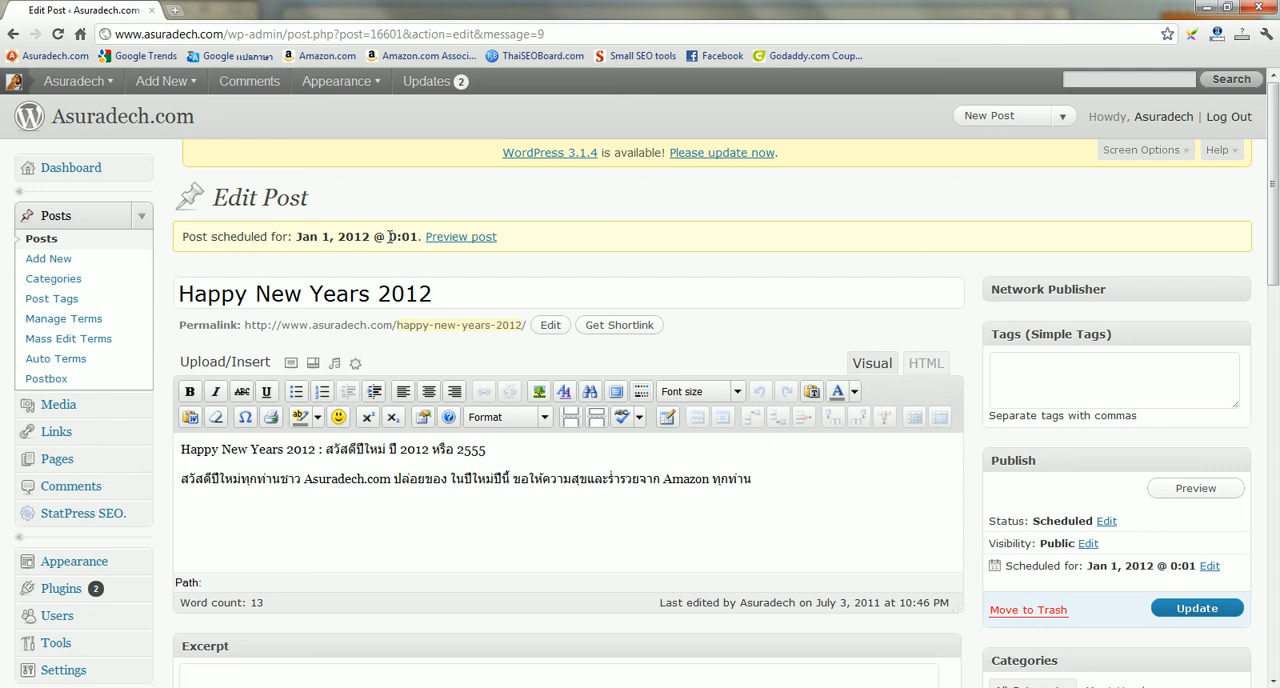 Edit Post ‹ Asuradech.com
www.asuradech.com/wp-admin/post.php?post=16601&action=edit&message=9
Asuradech.com Google Trends Google แปลภาษา Amazon.com Amazon.com Associ... ThaiSEOBoard.com Small SEO tools Facebook Godaddy.com Coup...
Asuradech Add New Comments Appearance Updates 2 Search
Asuradech.com New Post Howdy, Asuradech | Log Out
WordPress 3.1.4 is available! Please update now. Screen Options Help
Dashboard
Edit Post
Posts
Posts
Add New
Categories
Post Tags
Manage Terms
Mass Edit Terms
Auto Terms
Postbox
Media
Links
Pages
Comments
StatPress SEO.
Appearance
Plugins 2
Users
Tools
Settings
Post scheduled for: Jan 1, 2012 @ 0:01. Preview post
Happy New Years 2012
Permalink: http://www.asuradech.com/happy-new-years-2012/ Edit Get Shortlink
Upload/Insert Visual HTML
B I ABC U Font size A
Format
Happy New Years 2012 : สวัสดีปีใหม่ ปี 2012 หรือ 2555
สวัสดีปีใหม่ทุกท่านชาว Asuradech.com ปล่อยของ ในปีใหม่ปีนี้ ขอให้ความสุขและร่ำรวยจาก Amazon ทุกท่าน
Path:
Word count: 13 Last edited by Asuradech on July 3, 2011 at 10:46 PM
Excerpt
Network Publisher
Tags (Simple Tags)
Separate tags with commas
Publish
Preview
Status: Scheduled Edit
Visibility: Public Edit
Scheduled for: Jan 1, 2012 @ 0:01 Edit
Move to Trash Update
Categories